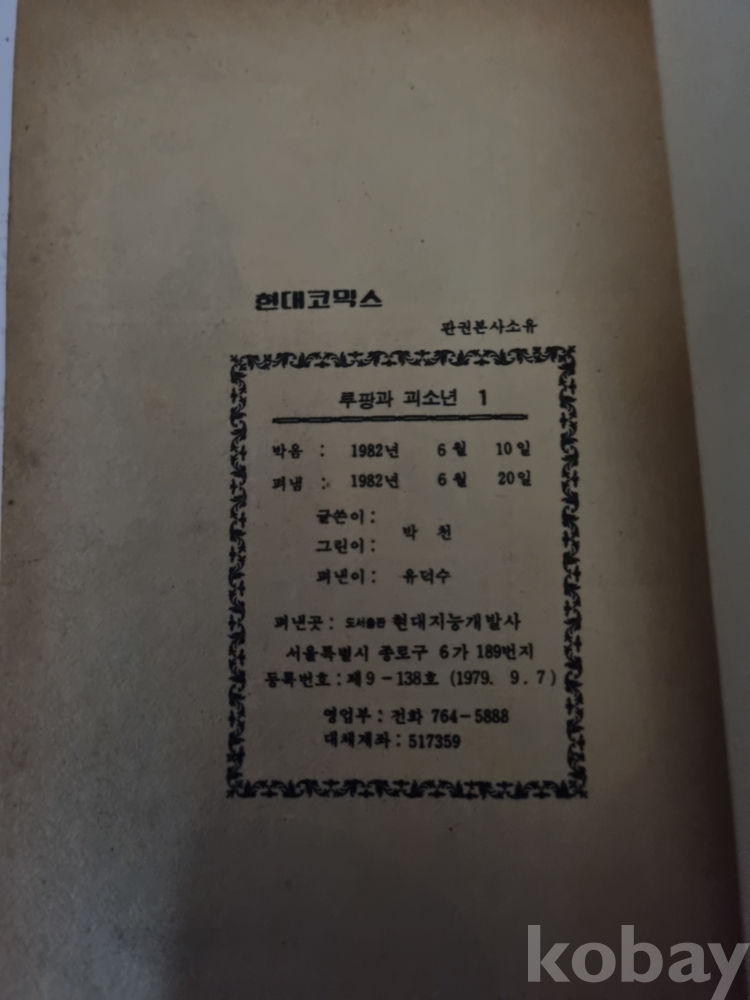 현대코믹스
판권본사소유
루팡과 괴소년 1
박음 : 1982년 6월 10일
펴냄 : 1982년 6월 20일
글쓴이 :
박 천
그린이 :
펴낸이 : 유덕수
펴낸곳 : 도서출판 현대지능개발사
서울특별시 종로구 6가 189번지
등록번호 : 제9-138호 (1979. 9. 7)
영업부 : 전화 764-5888
대체계좌 : 517359
kobay